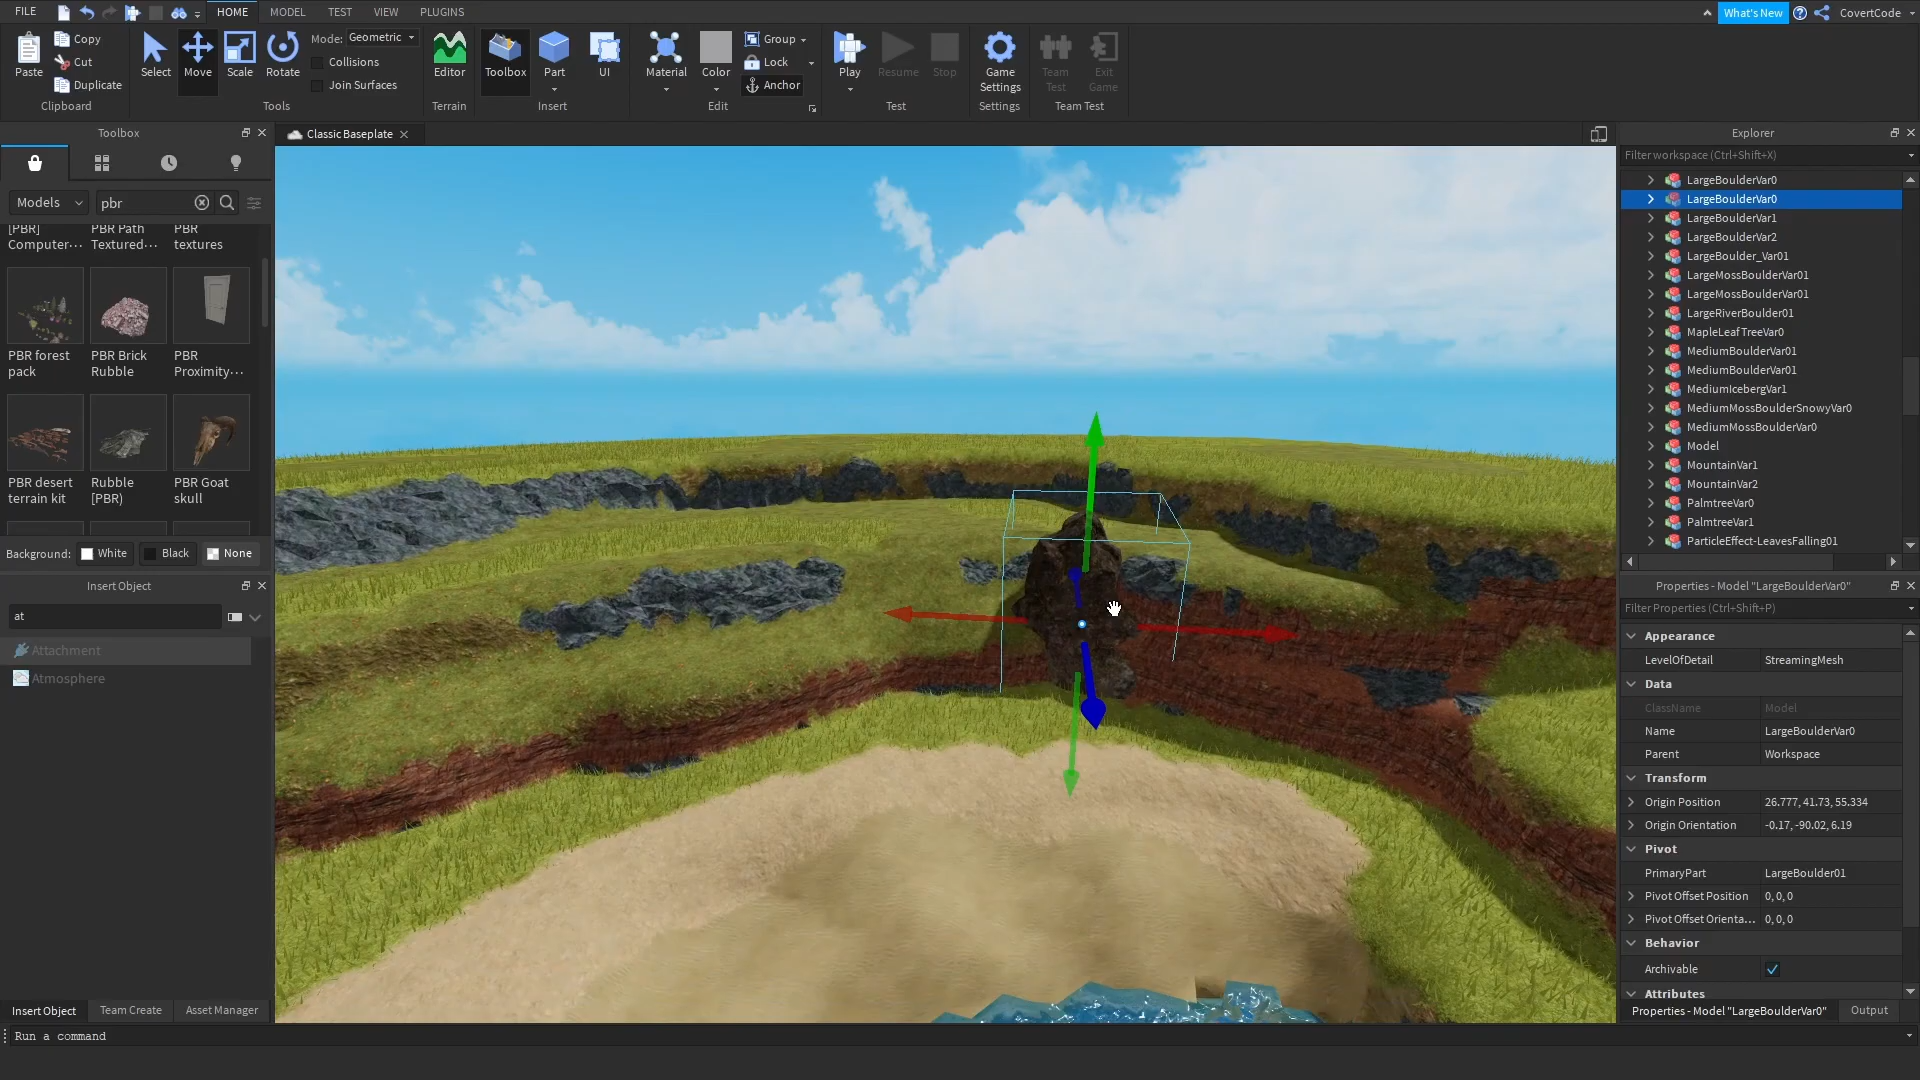 FILE
HOME
MODEL
TEST
VIEW
PLUGINS
What's New
CovertCode
Paste
Copy
Cut
Duplicate
Clipboard
Select
Move
Scale
Rotate
Mode: Geometric
Collisions
Join Surfaces
Tools
Editor
Terrain
Toolbox
Part
UI
Insert
Material
Color
Group
Lock
Anchor
Edit
Play
Resume
Stop
Test
Game
Settings
Settings
Team
Test
Exit
Game
Team Test
Toolbox
Models
pbr
[PBR]
Computer...
PBR Path
Textured...
PBR
textures
PBR forest
pack
PBR Brick
Rubble
PBR
Proximity...
PBR desert
terrain kit
Rubble
[PBR]
PBR Goat
skull
Background: White Black None
Insert Object
at
Attachment
Atmosphere
Insert Object
Team Create
Asset Manager
Run a command
Classic Baseplate
Explorer
Filter workspace (Ctrl+Shift+X)
LargeBoulderVar0
LargeBoulderVar0
LargeBoulderVar1
LargeBoulderVar2
LargeBoulder_Var01
LargeMossBoulderVar01
LargeMossBoulderVar01
LargeRiverBoulder01
MapleLeafTreeVar0
MediumBoulderVar01
MediumBoulderVar01
MediumIcebergVar1
MediumMossBoulderSnowyVar0
MediumMossBoulderVar0
Model
MountainVar1
MountainVar2
PalmtreeVar0
PalmtreeVar1
ParticleEffect-LeavesFalling01
Properties - Model "LargeBoulderVar0"
Filter Properties (Ctrl+Shift+P)
Appearance
LevelOfDetail StreamingMesh
Data
ClassName Model
Name LargeBoulderVar0
Parent Workspace
Transform
Origin Position 26.777, 41.73, 55.334
Origin Orientation -0.17, -90.02, 6.19
Pivot
PrimaryPart LargeBoulder01
Pivot Offset Position 0, 0, 0
Pivot Offset Orienta... 0, 0, 0
Behavior
Archivable
Attributes
Properties - Model "LargeBoulderVar0"
Output